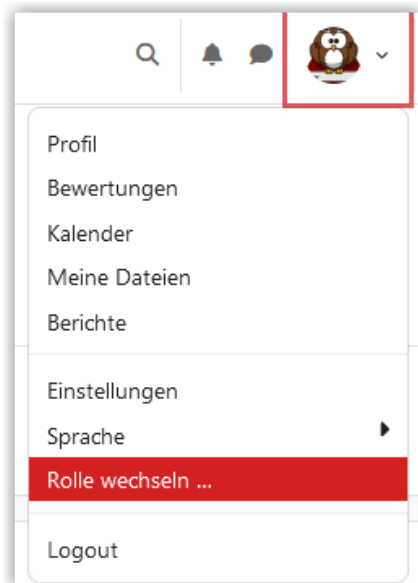 Profil
Bewertungen
Kalender
Meine Dateien
Berichte
Einstellungen
Sprache
Rolle wechseln ...
Logout